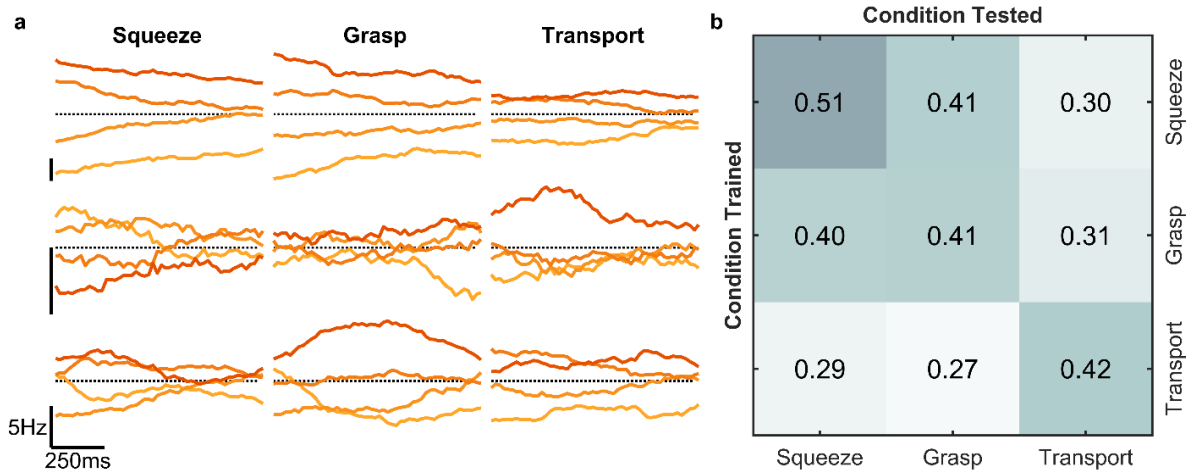 a
Squeeze Grasp Transport
5Hz
250ms
b
Condition Tested
Condition Trained
0.51 0.41 0.30 Squeeze
0.40 0.41 0.31 Grasp
0.29 0.27 0.42 Transport
Squeeze Grasp Transport